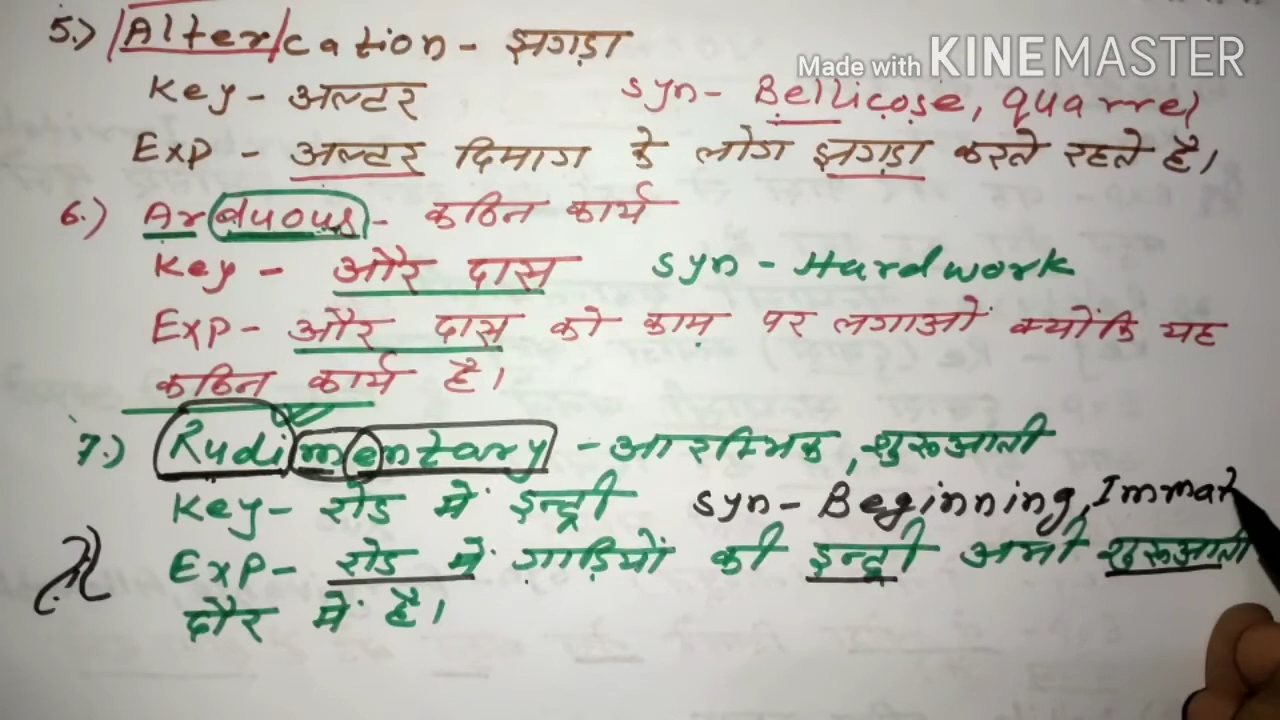 5.) Altercation - झगड़ा
Made with KINEMASTER
Key - अल्टर syn - Bellicose, quarrel
Exp - अल्टर दिमाग के लोग झगड़ा करते रहते है।
6.) Arduous - कठिन कार्य
Key - और दास syn - Hardwork
Exp - और दास को काम पर लगाओ क्योंकि यह
कठिन कार्य है।
7.) Rudimentary - आरम्भिक, शुरूआती
Key - रोड में इन्ट्री syn - Beginning, Immat
Exp - रोड में गाड़ियों की इन्ट्री अभी शुरूआती
दौर में है।